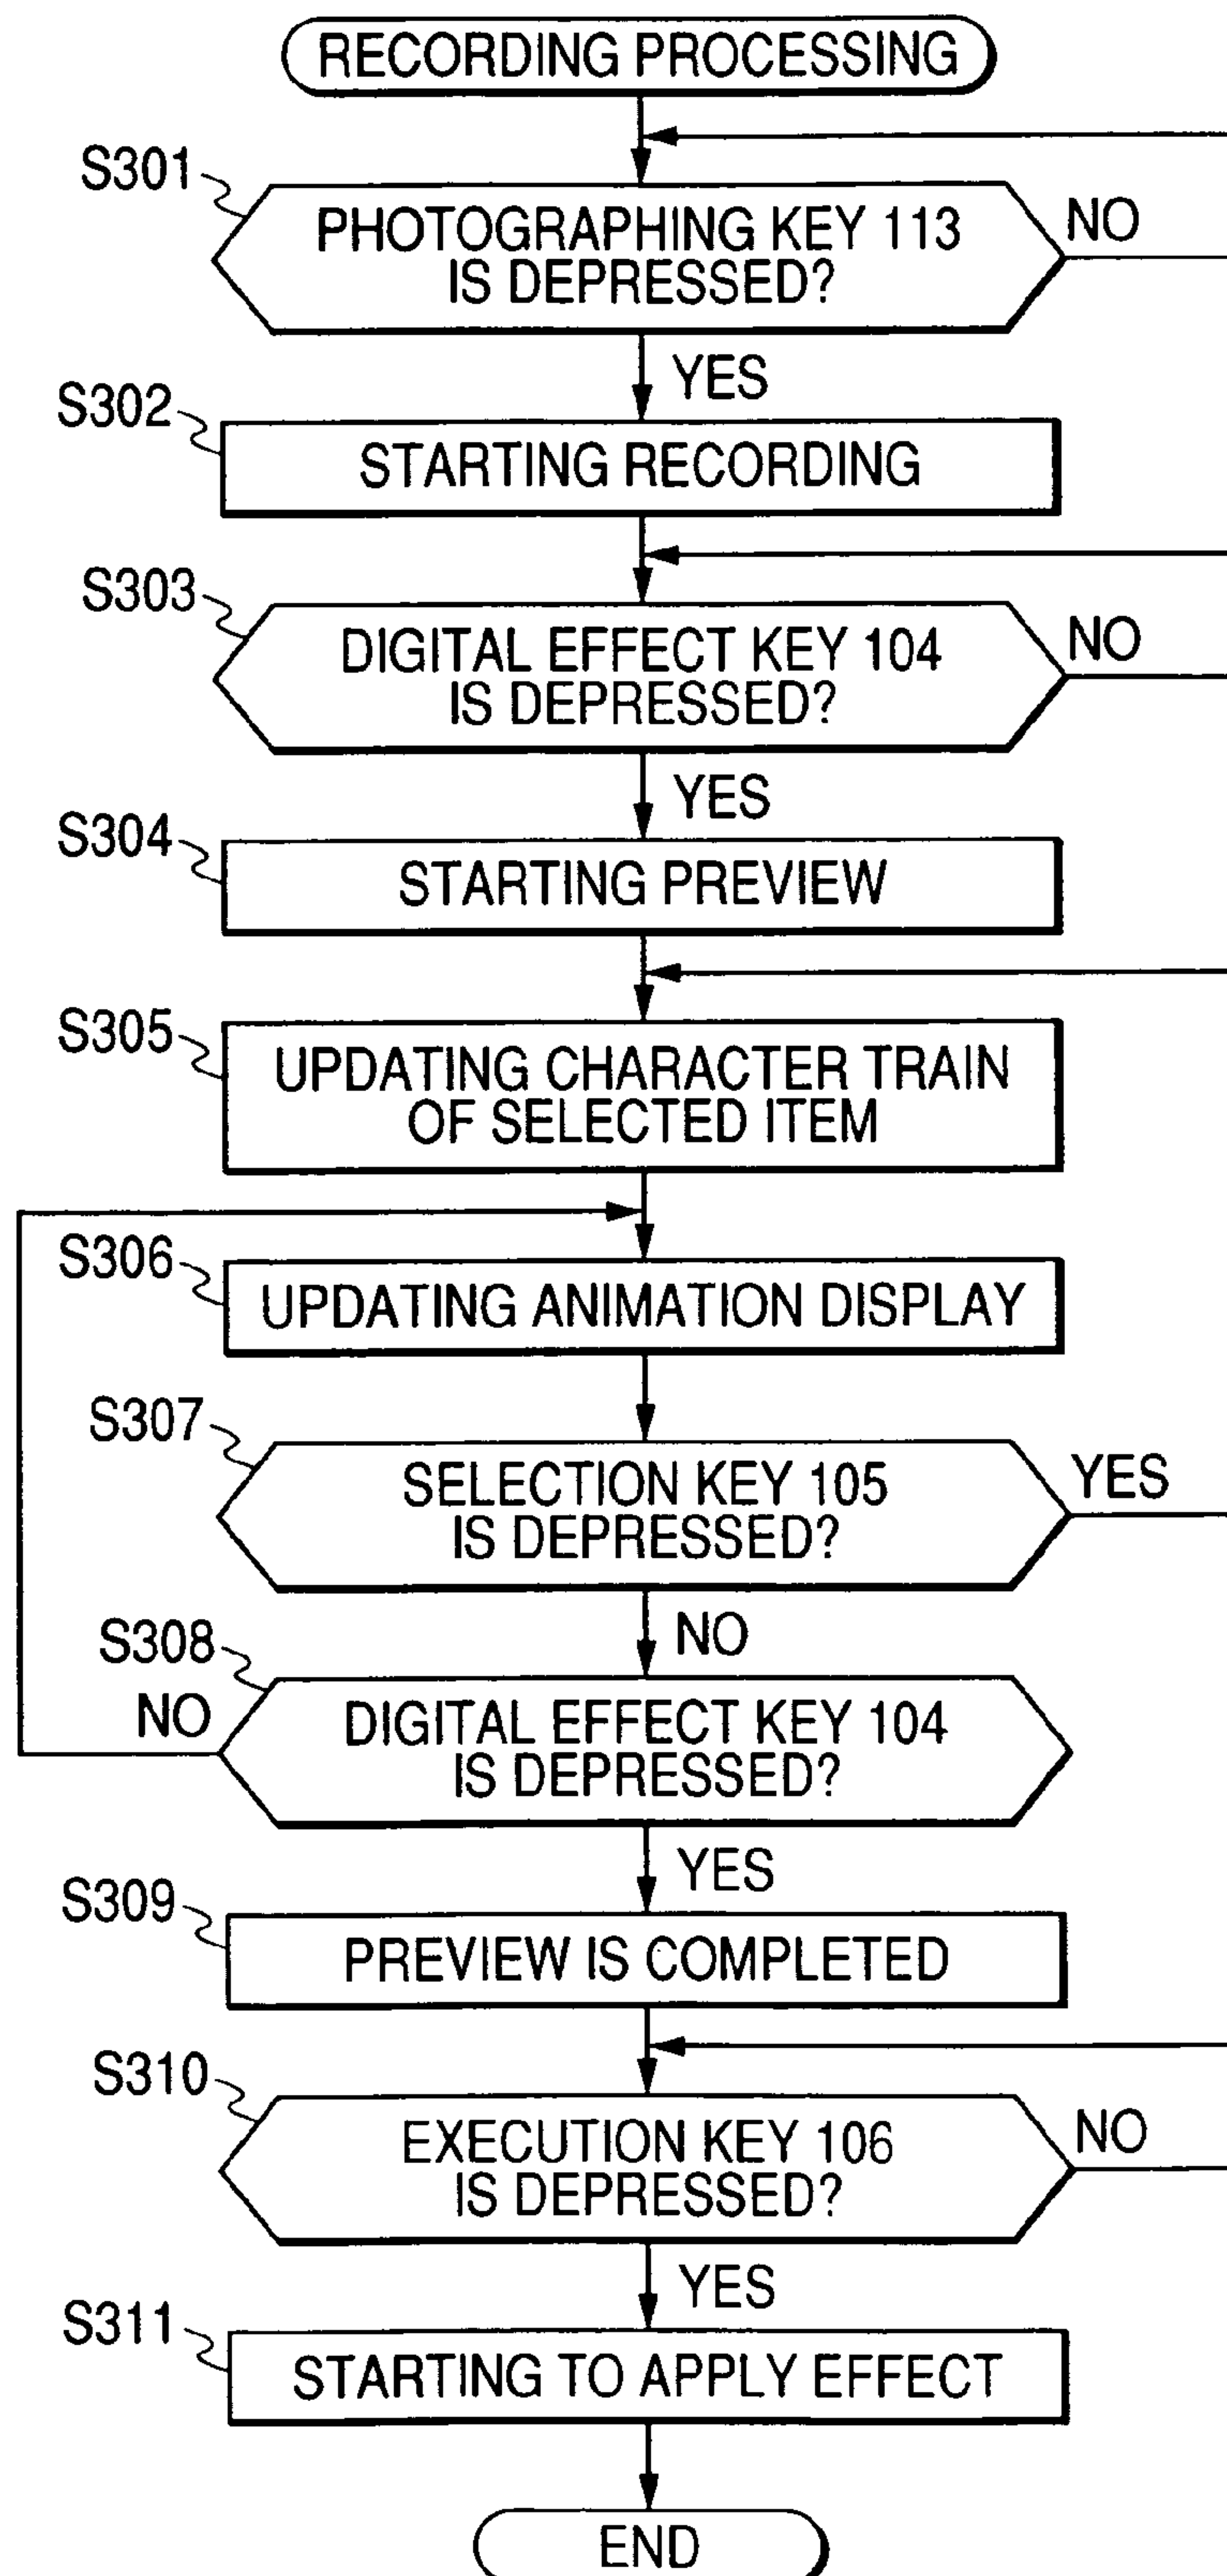 RECORDING PROCESSING
S301
PHOTOGRAPHING KEY 113
IS DEPRESSED?
NO
YES
S302
STARTING RECORDING
S303
DIGITAL EFFECT KEY 104
IS DEPRESSED?
NO
YES
S304
STARTING PREVIEW
S305
UPDATING CHARACTER TRAIN
OF SELECTED ITEM
S306
UPDATING ANIMATION DISPLAY
S307
SELECTION KEY 105
IS DEPRESSED?
YES
NO
S308
NO
DIGITAL EFFECT KEY 104
IS DEPRESSED?
YES
S309
PREVIEW IS COMPLETED
S310
EXECUTION KEY 106
IS DEPRESSED?
NO
YES
S311
STARTING TO APPLY EFFECT
END